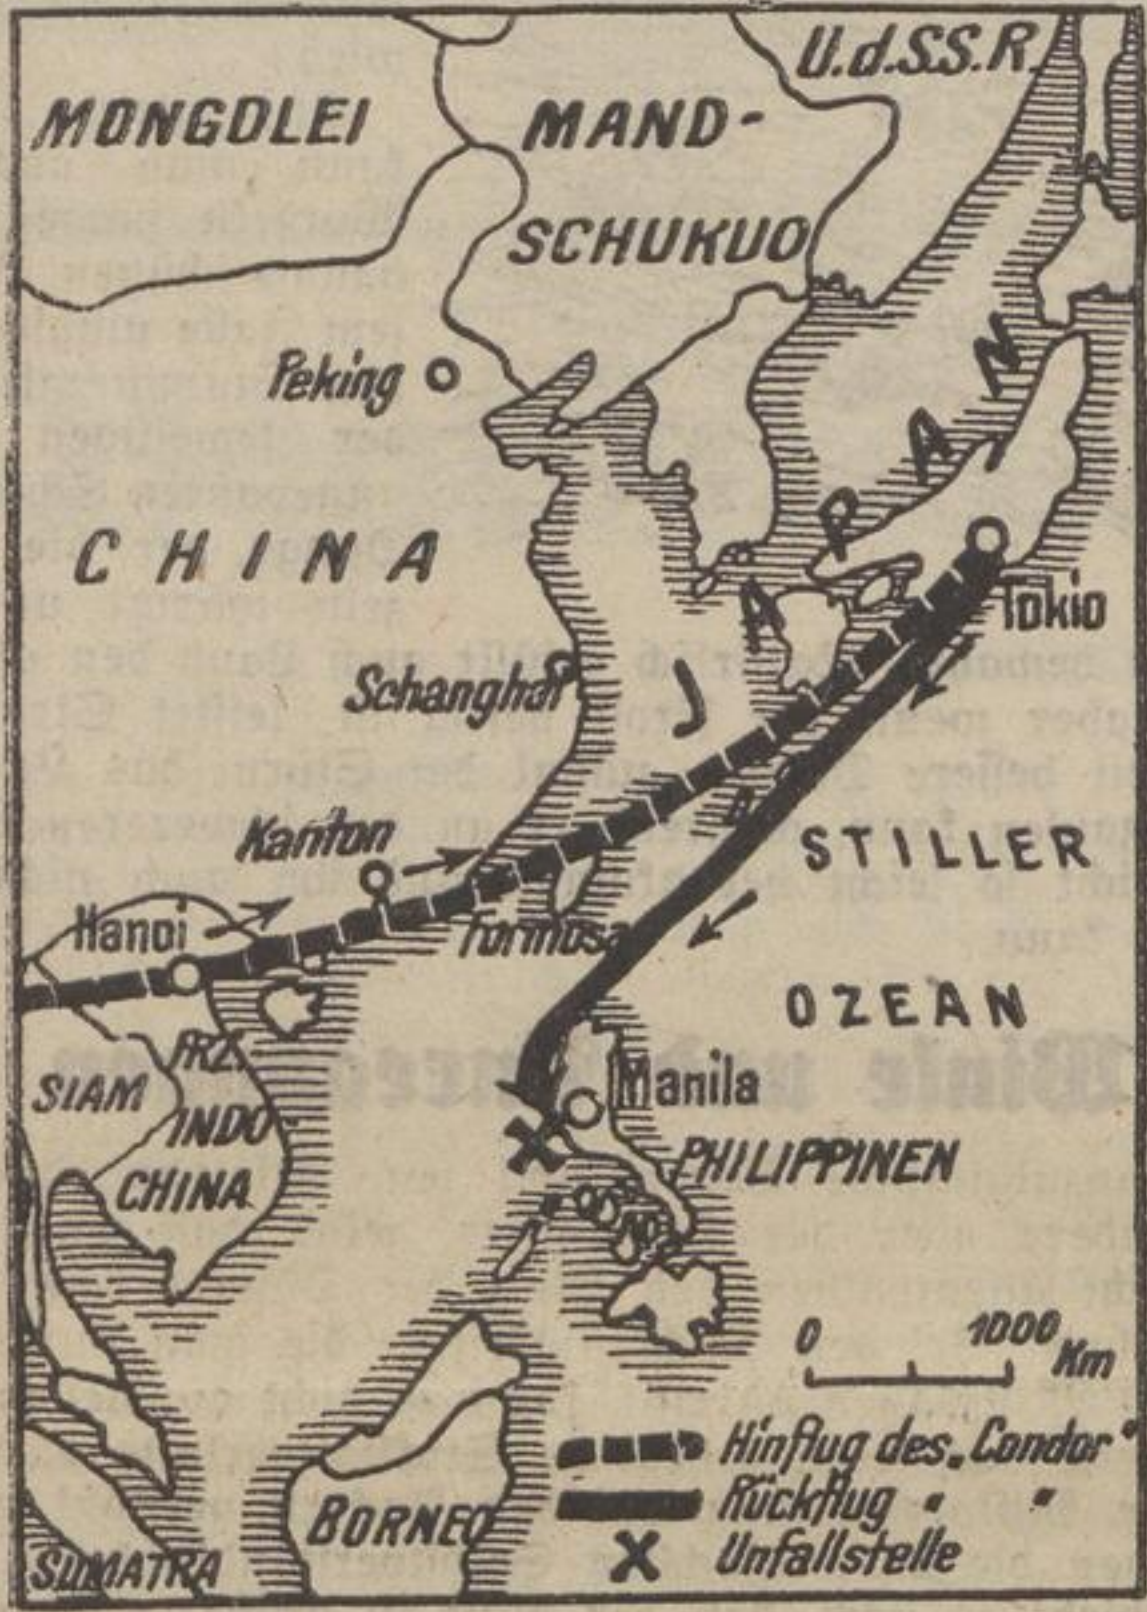 U.d.S.S.R.
MONGOLEI
MAND-
SCHUKUO
Peking
JAPAN
CHINA
Tokio
Schanghai
Kanton
STILLER
Hanoi
Formosa
OZEAN
FRZ.
SIAM
INDO-
CHINA
Manila
PHILIPPINEN
0 1000 Km
Hinflug des „Condor"
Rückflug " "
Unfallstelle
BORNEO
SUMATRA